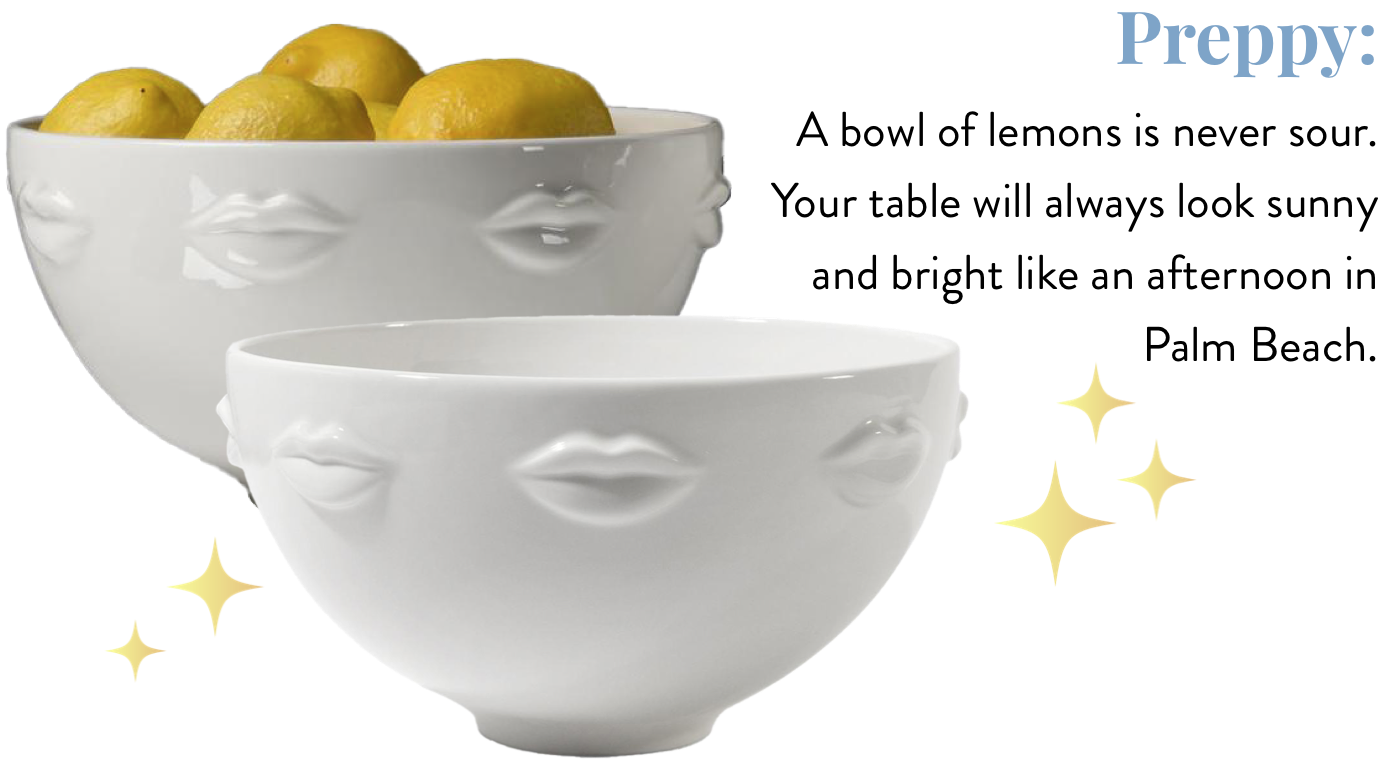 Preppy:
A bowl of lemons is never sour.
Your table will always look sunny
and bright like an afternoon in
Palm Beach.